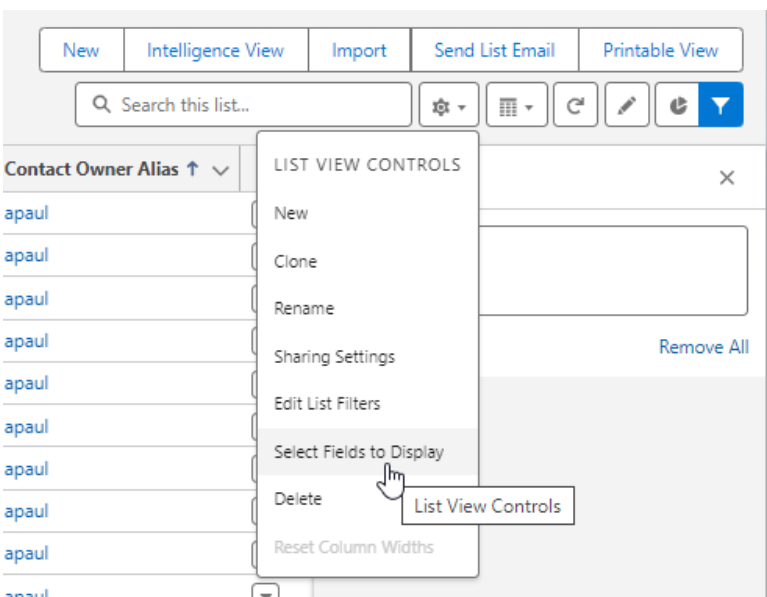 New Intelligence View Import Send List Email Printable View
Search this list...
Contact Owner Alias
LIST VIEW CONTROLS
New
Clone
Rename
Sharing Settings
Edit List Filters
Select Fields to Display
Delete
Reset Column Widths
List View Controls
Remove All
apaul
apaul
apaul
apaul
apaul
apaul
apaul
apaul
apaul
apaul